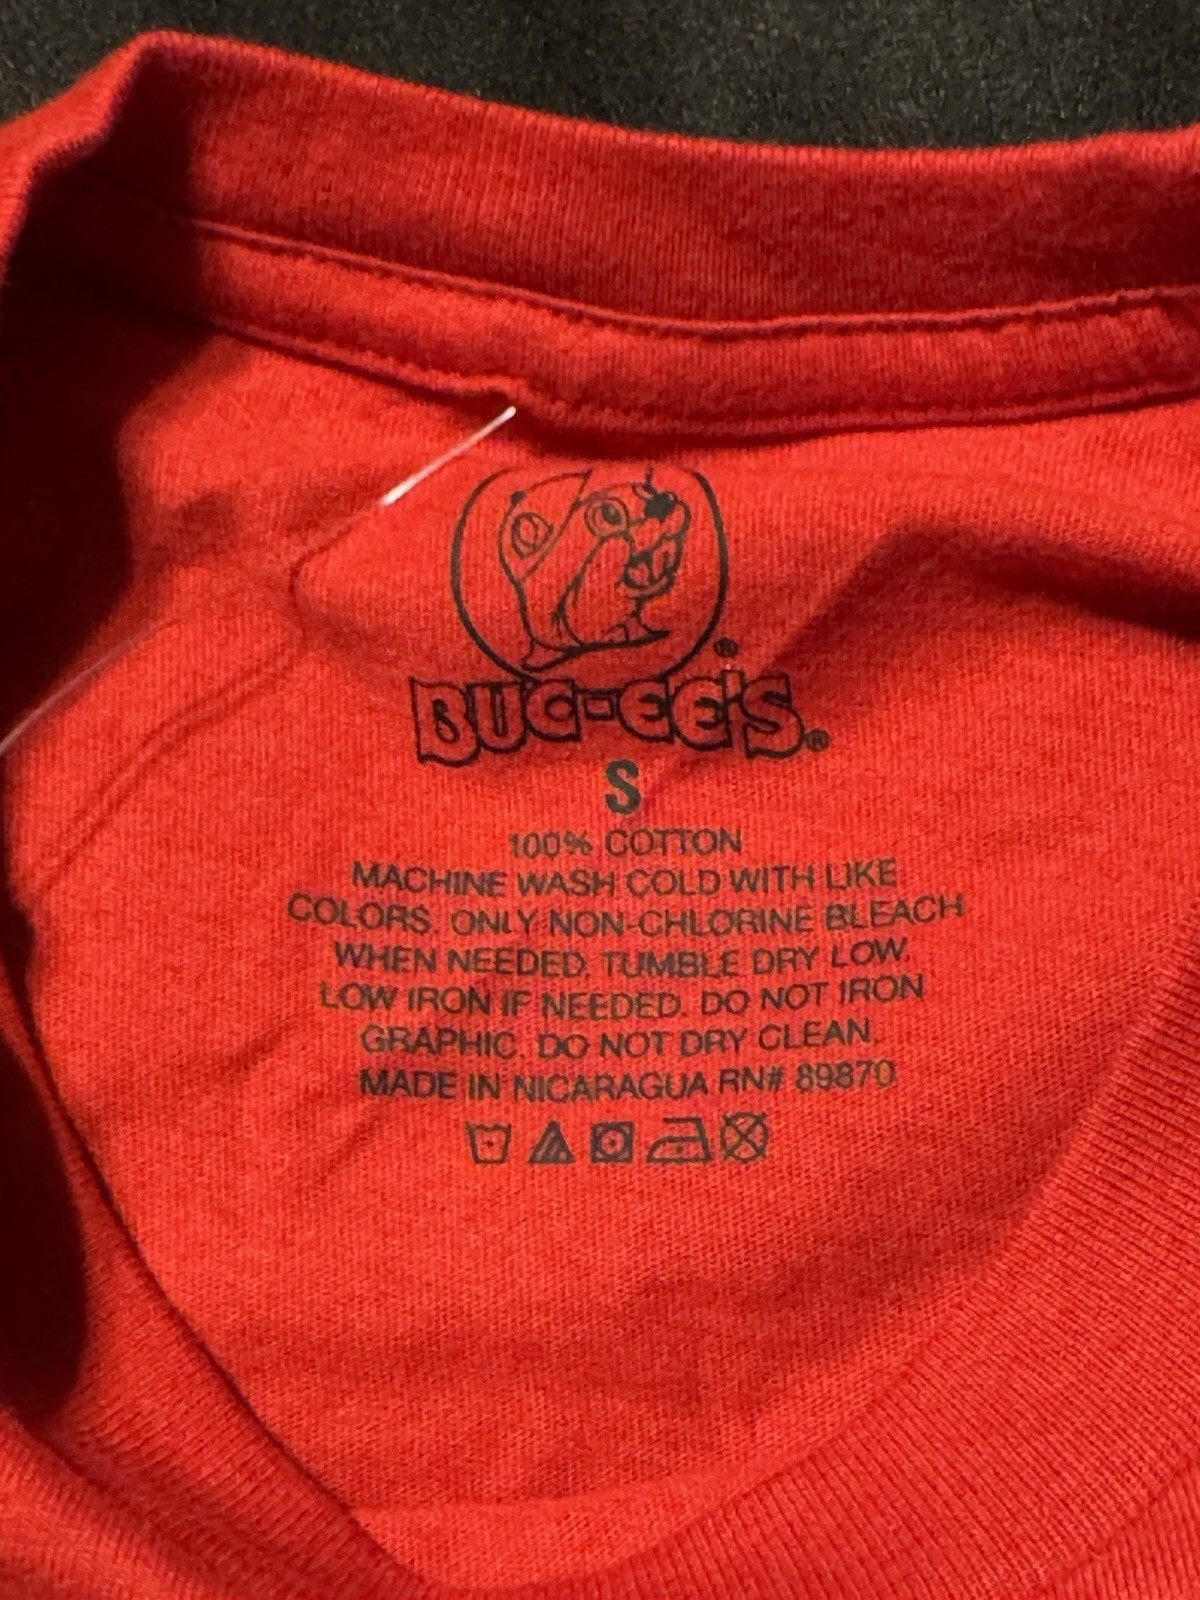 BUC-EE'S®
S
100% COTTON
MACHINE WASH COLD WITH LIKE
COLORS. ONLY NON-CHLORINE BLEACH
WHEN NEEDED. TUMBLE DRY LOW.
LOW IRON IF NEEDED. DO NOT IRON
GRAPHIC. DO NOT DRY CLEAN.
MADE IN NICARAGUA RN# 89870